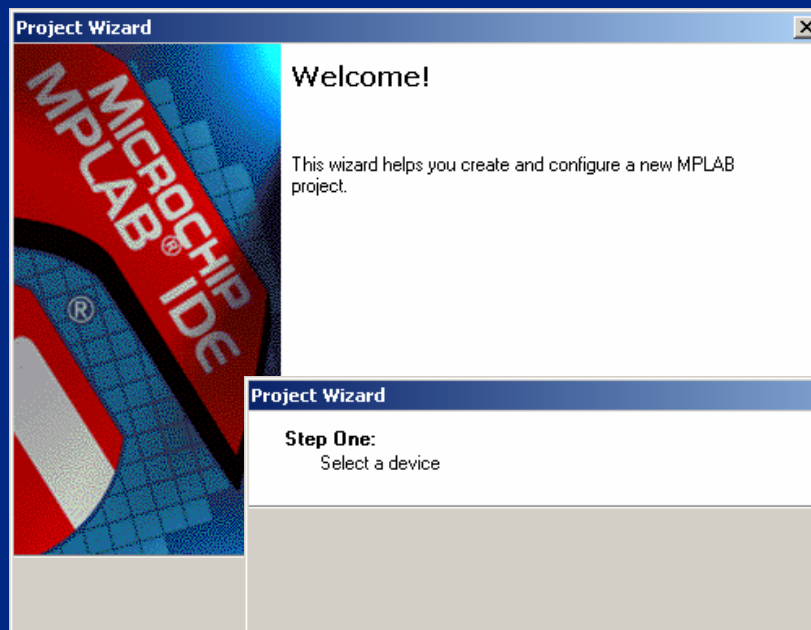 Project Wizard
MICROCHIP
MPLAB® IDE
®
Welcome!
This wizard helps you create and configure a new MPLAB
project.
Project Wizard
Step One:
Select a device